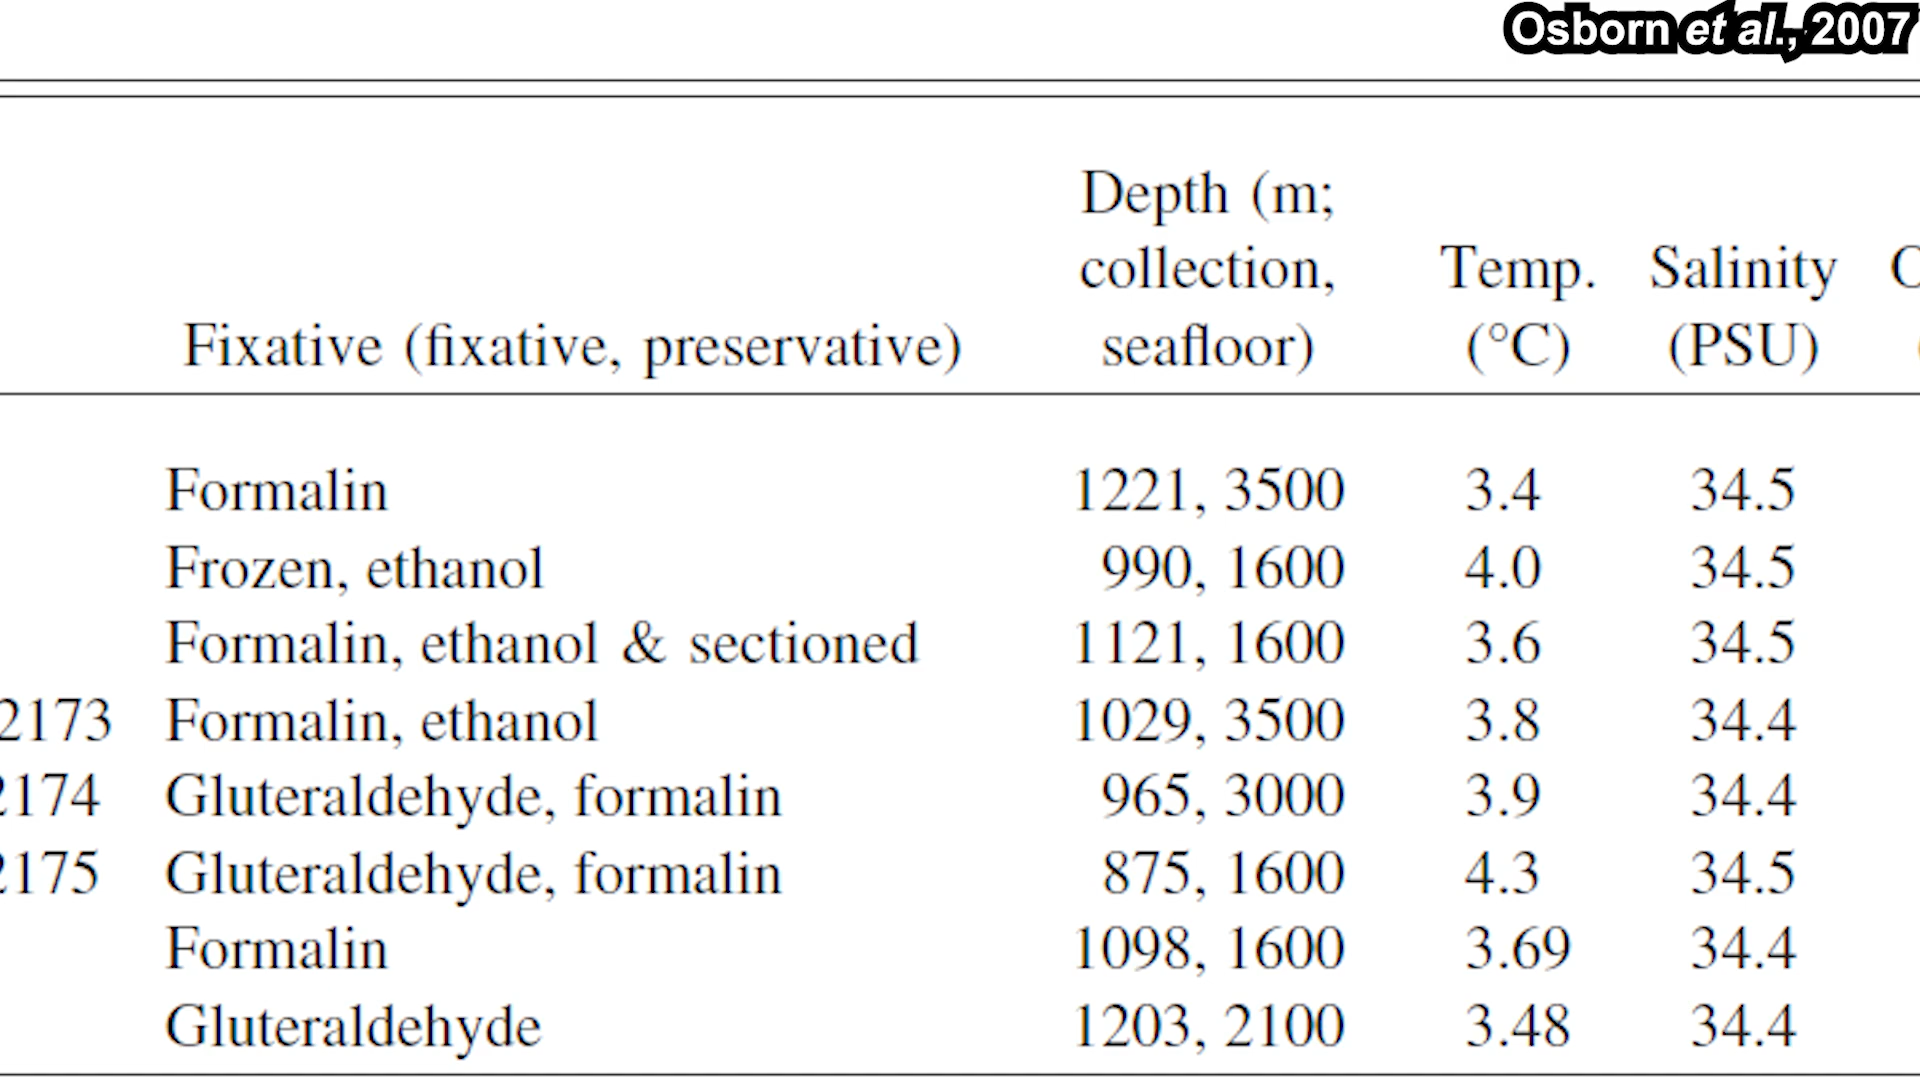 Osborn et al., 2007
Depth (m;
collection, Temp. Salinity
Fixative (fixative, preservative) seafloor) (°C) (PSU)
Formalin 1221, 3500 3.4 34.5
Frozen, ethanol 990, 1600 4.0 34.5
Formalin, ethanol & sectioned 1121, 1600 3.6 34.5
2173 Formalin, ethanol 1029, 3500 3.8 34.4
2174 Gluteraldehyde, formalin 965, 3000 3.9 34.4
2175 Gluteraldehyde, formalin 875, 1600 4.3 34.5
Formalin 1098, 1600 3.69 34.4
Gluteraldehyde 1203, 2100 3.48 34.4